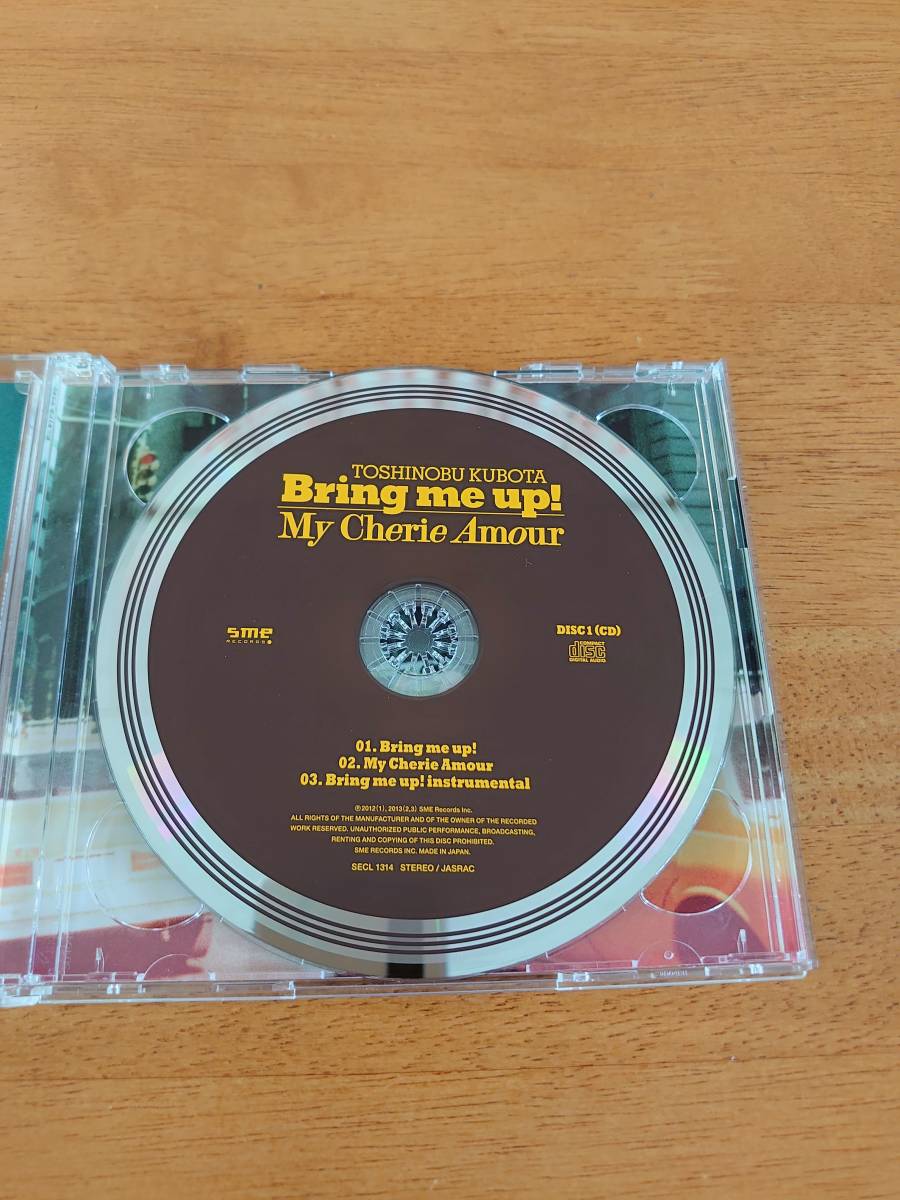 TOSHINOBU KUBOTA
Bring me up!
My Cherie Amour
sme
RECORDS
DISC 1 (CD)
COMPACT
disc
DIGITAL AUDIO
01. Bring me up!
02. My Cherie Amour
03. Bring me up! instrumental
Ⓟ2012(1), 2013(2,3) SME Records Inc.
ALL RIGHTS OF THE MANUFACTURER AND OF THE OWNER OF THE RECORDED
WORK RESERVED. UNAUTHORIZED PUBLIC PERFORMANCE, BROADCASTING,
RENTING AND COPYING OF THIS DISC PROHIBITED.
SME RECORDS INC. MADE IN JAPAN.
SECL 1314 STEREO / JASRAC